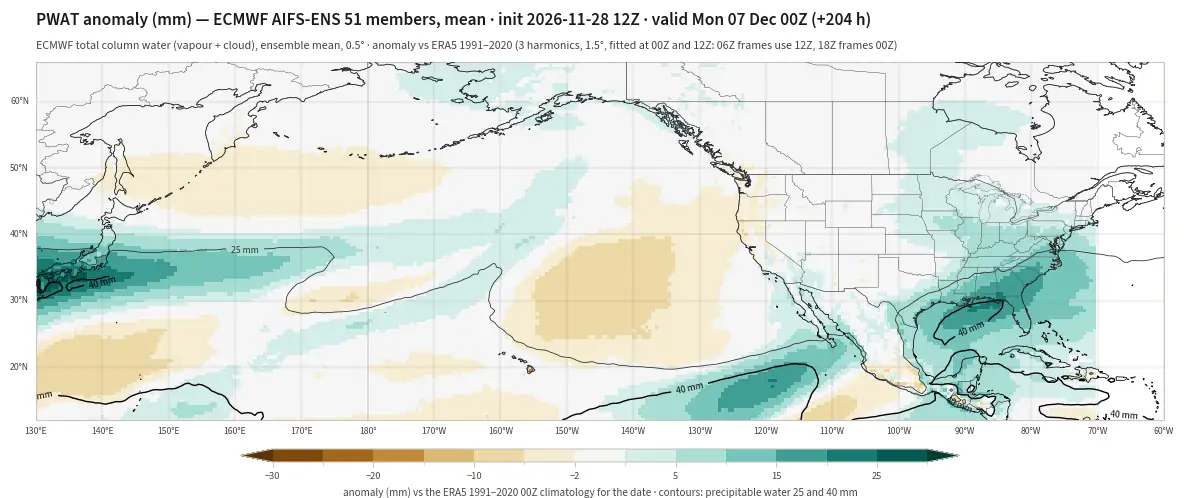 PWAT anomaly (mm) — ECMWF AIFS-ENS 51 members, mean · init 2026-11-28 12Z · valid Mon 07 Dec 00Z (+204 h)
ECMWF total column water (vapour + cloud), ensemble mean, 0.5° · anomaly vs ERA5 1991–2020 (3 harmonics, 1.5°, fitted at 00Z and 12Z: 06Z frames use 12Z, 18Z frames 00Z)
60°N
50°N
40°N
25 mm
40 mm
30°N
40 mm
20°N
40 mm
mm
40 mm
130°E 140°E 150°E 160°E 170°E 180° 170°W 160°W 150°W 140°W 130°W 120°W 110°W 100°W 90°W 80°W 70°W 60°W
−30 −20 −10 −2 5 15 25
anomaly (mm) vs the ERA5 1991–2020 00Z climatology for the date · contours: precipitable water 25 and 40 mm